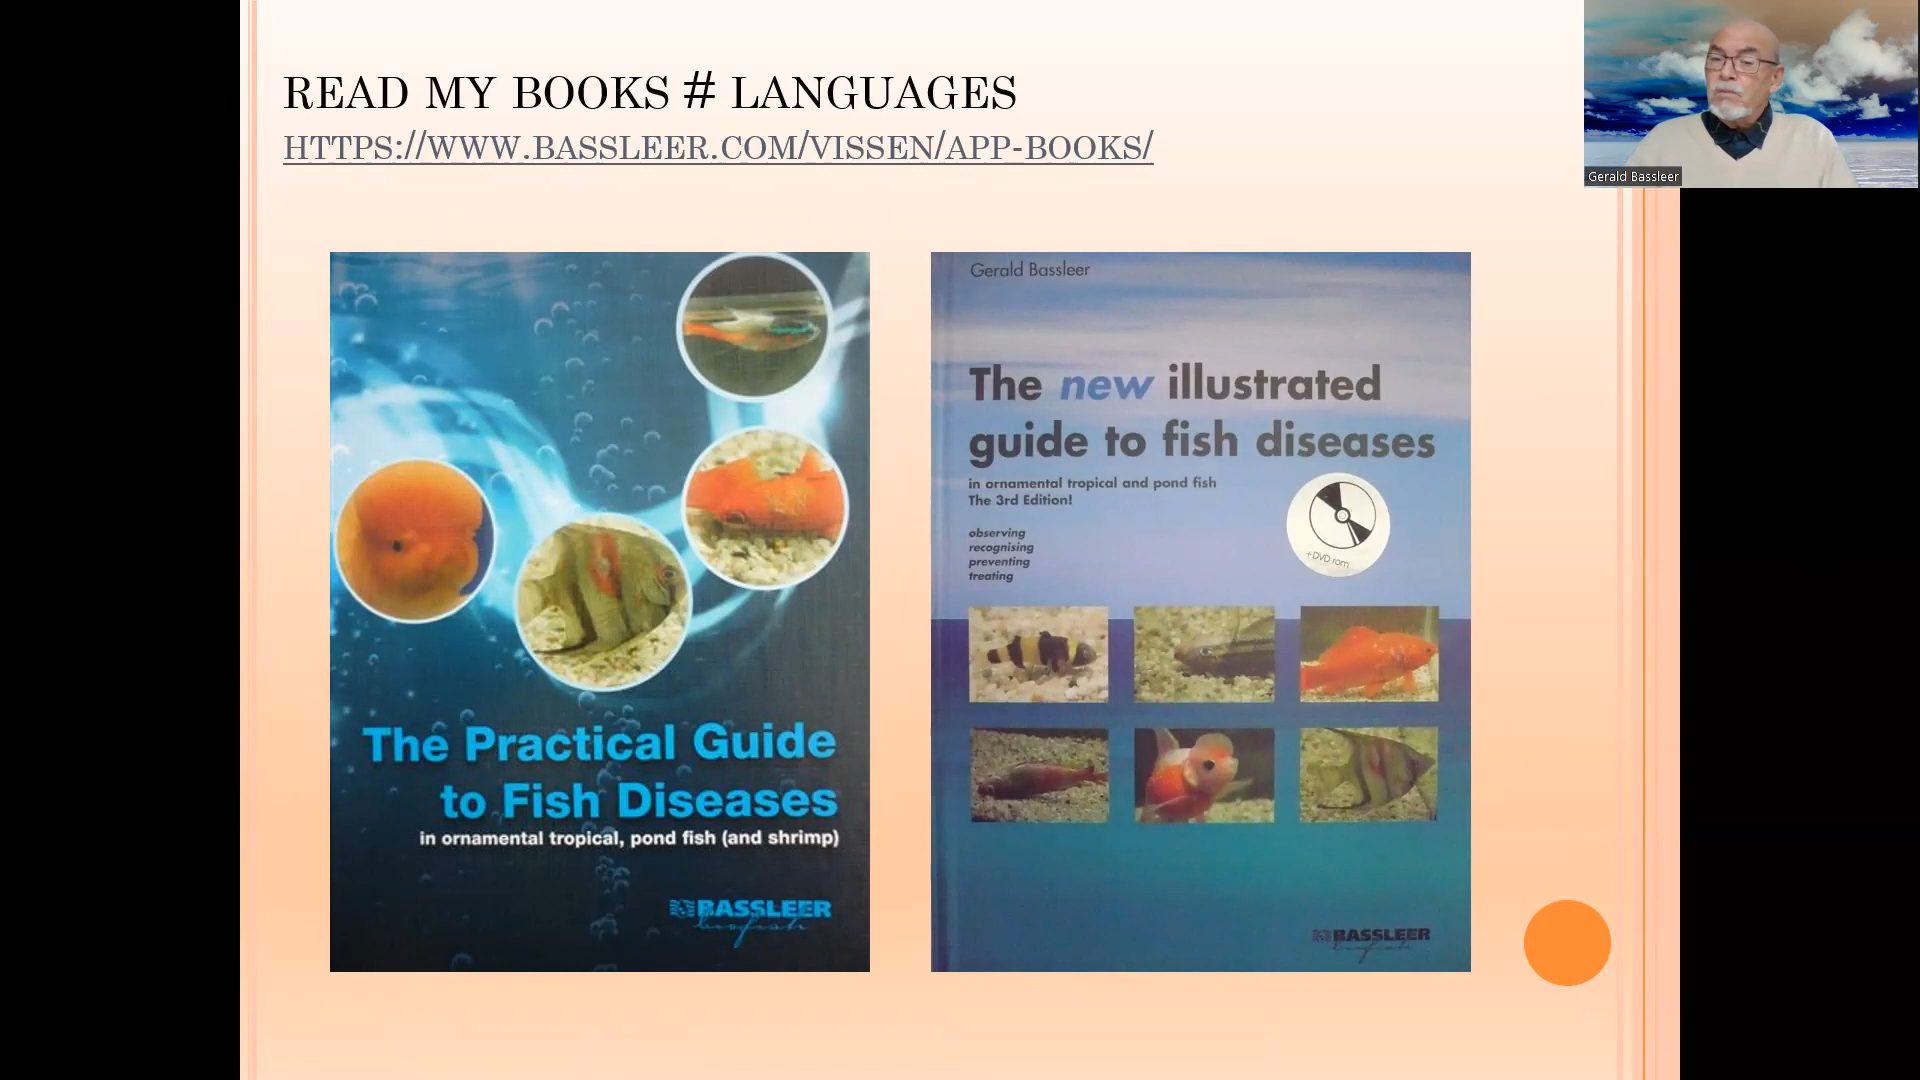 READ MY BOOKS # LANGUAGES
HTTPS://WWW.BASSLEER.COM/VISSEN/APP-BOOKS/
Gerald Bassleer
The Practical Guide
to Fish Diseases
in ornamental tropical, pond fish (and shrimp)
BASSLEER
biofish
Gerald Bassleer
The new illustrated
guide to fish diseases
in ornamental tropical and pond fish
The 3rd Edition!
observing
recognising
preventing
treating
+DVD rom
BASSLEER
biofish